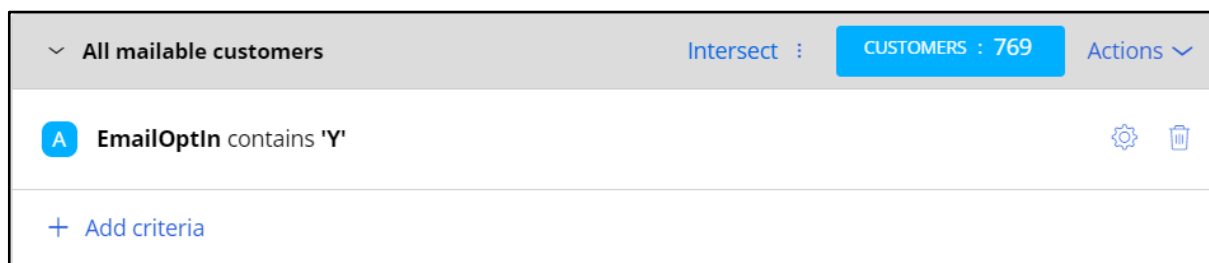 All mailable customers Intersect CUSTOMERS : 769 Actions
A EmailOptIn contains 'Y'
+ Add criteria